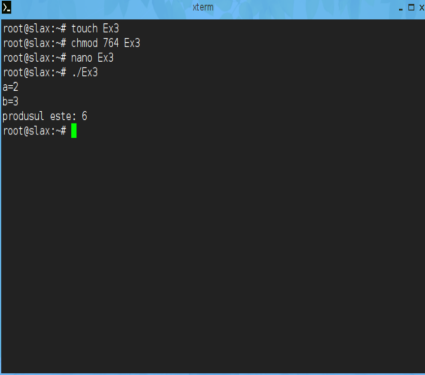 xterm
root@slax:~# touch Ex3
root@slax:~# chmod 764 Ex3
root@slax:~# nano Ex3
root@slax:~# ./Ex3
a=2
b=3
produsul este: 6
root@slax:~#